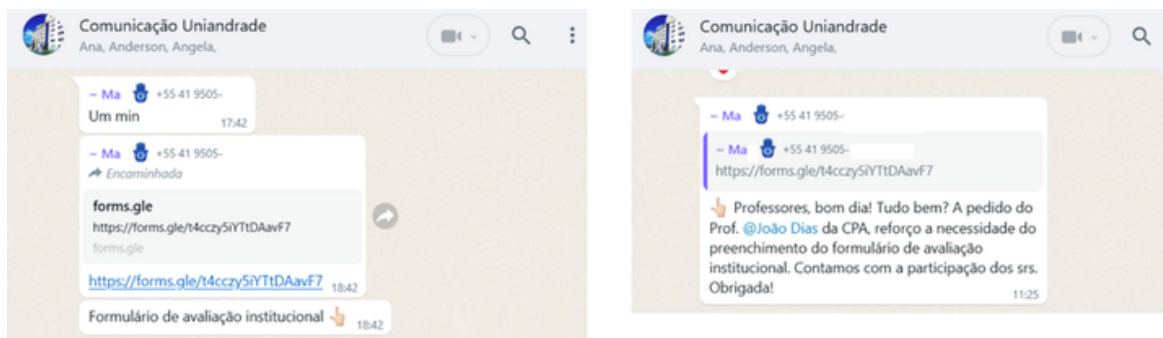 Comunicação Uniandrade
Ana, Anderson, Angela,
~ Ma +55 41 9505-
Um min
17:42
~ Ma +55 41 9505-
Encaminhada
forms.gle
https://forms.gle/t4cczy5iYTtDAavF7
forms.gle
https://forms.gle/t4cczy5iYTtDAavF7
18:42
Formulário de avaliação institucional 👆🏻
18:42
Comunicação Uniandrade
Ana, Anderson, Angela,
~ Ma +55 41 9505-
~ Ma +55 41 9505-
https://forms.gle/t4cczy5iYTtDAavF7
👆🏻 Professores, bom dia! Tudo bem? A pedido do
Prof. @João Dias da CPA, reforço a necessidade do
preenchimento do formulário de avaliação
institucional. Contamos com a participação dos srs.
Obrigada!
11:25